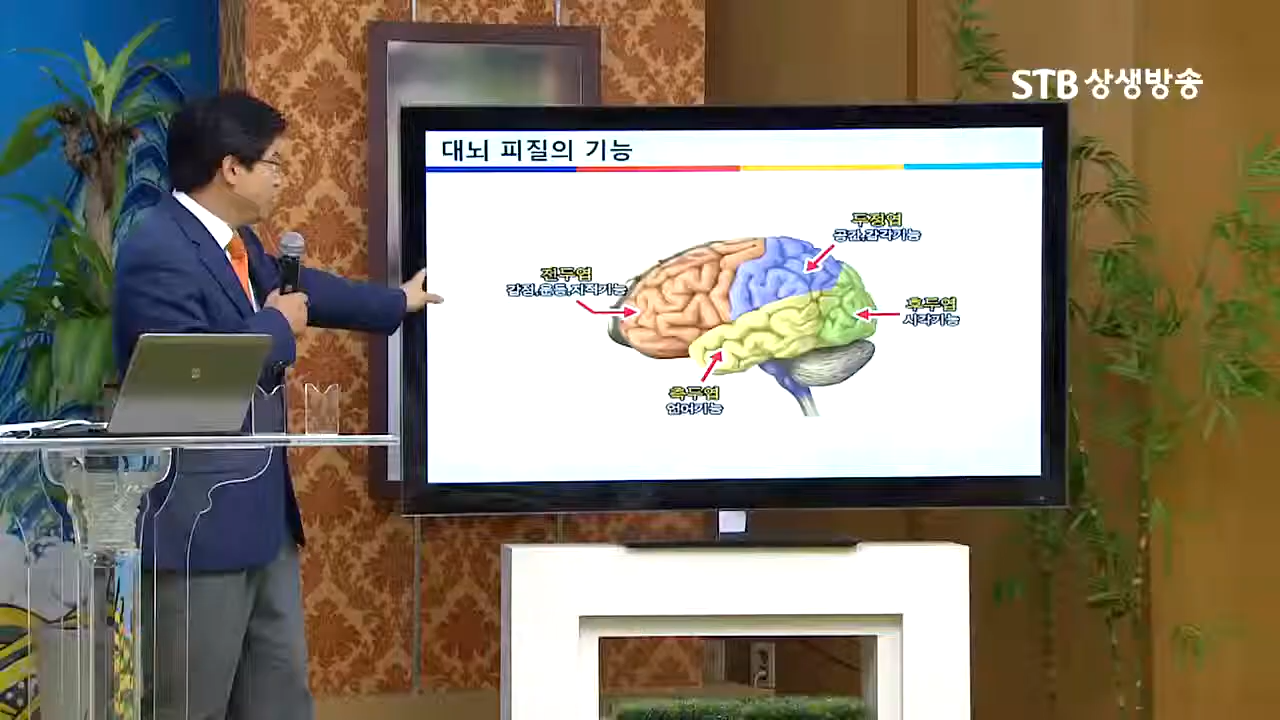 STB 상생방송
대뇌 피질의 기능
두정엽
공간,감각기능
전두엽
감정,운동,지적기능
후두엽
시각기능
측두엽
언어기능